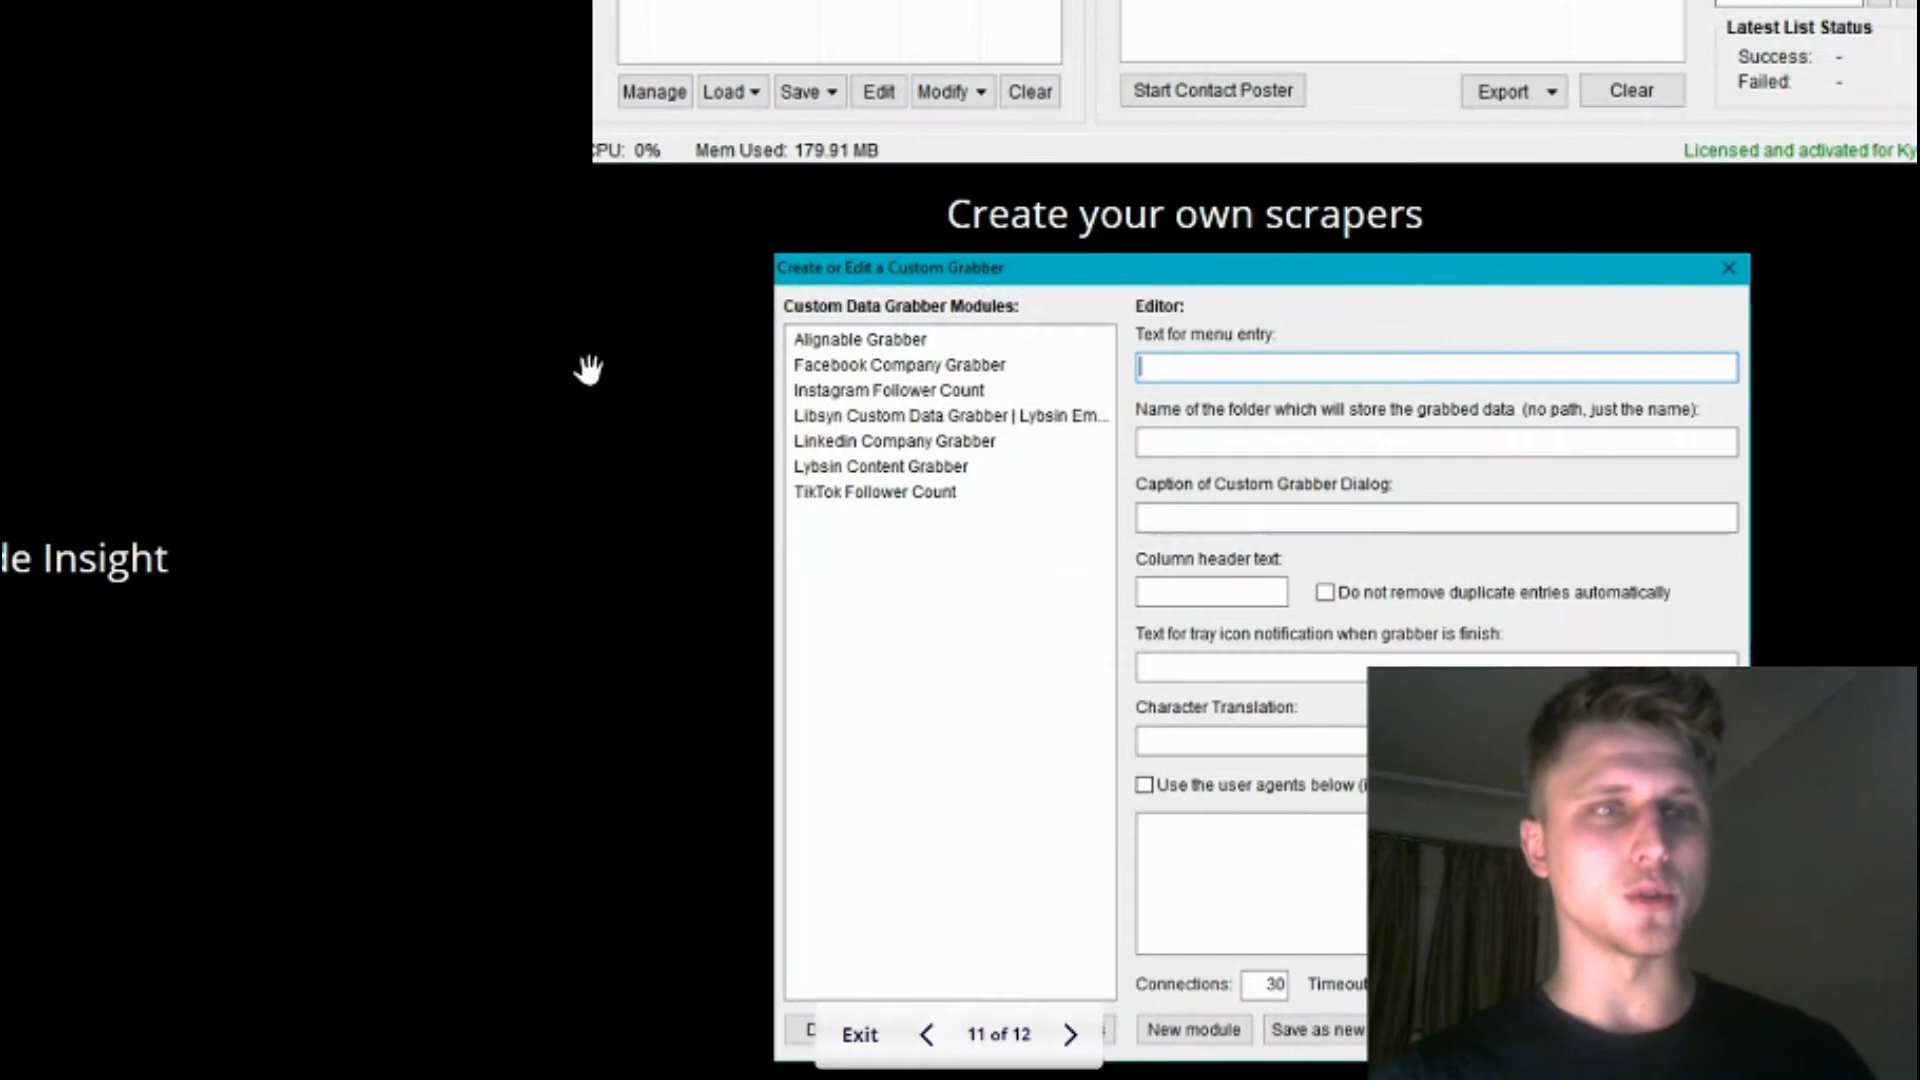 Latest List Status
Success: -
Failed: -
Manage Load Save Edit Modify Clear
Start Contact Poster Export Clear
CPU: 0% Mem Used: 179.91 MB
Licensed and activated for Ky
Create your own scrapers
Create or Edit a Custom Grabber
Custom Data Grabber Modules:
Alignable Grabber
Facebook Company Grabber
Instagram Follower Count
Libsyn Custom Data Grabber | Lybsin Em...
Linkedin Company Grabber
Lybsin Content Grabber
TikTok Follower Count
Editor:
Text for menu entry:
Name of the folder which will store the grabbed data (no path, just the name):
Caption of Custom Grabber Dialog:
Column header text:
Do not remove duplicate entries automatically
Text for tray icon notification when grabber is finish:
Character Translation:
Use the user agents below (i
Connections: 30 Timeout
New module Save as new
le Insight
Exit 11 of 12